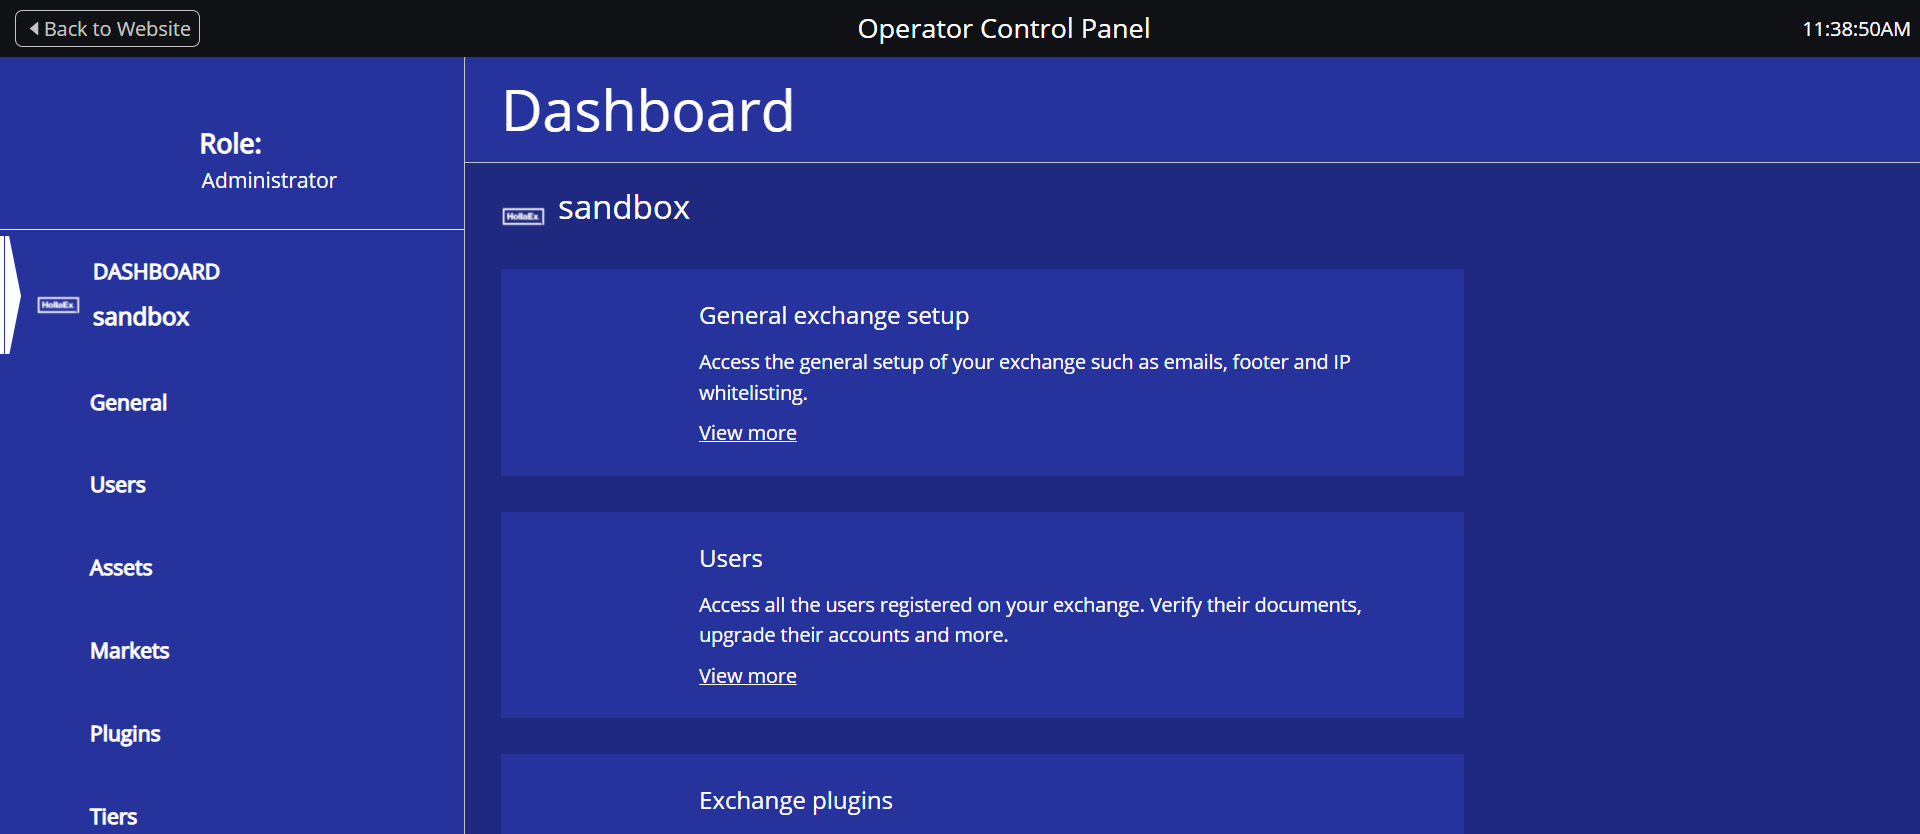 Back to Website
Operator Control Panel
11:38:50AM
Role:
Administrator
DASHBOARD
HollaEx
sandbox
General
Users
Assets
Markets
Plugins
Tiers
Dashboard
HollaEx
sandbox
General exchange setup
Access the general setup of your exchange such as emails, footer and IP
whitelisting.
View more
Users
Access all the users registered on your exchange. Verify their documents,
upgrade their accounts and more.
View more
Exchange plugins